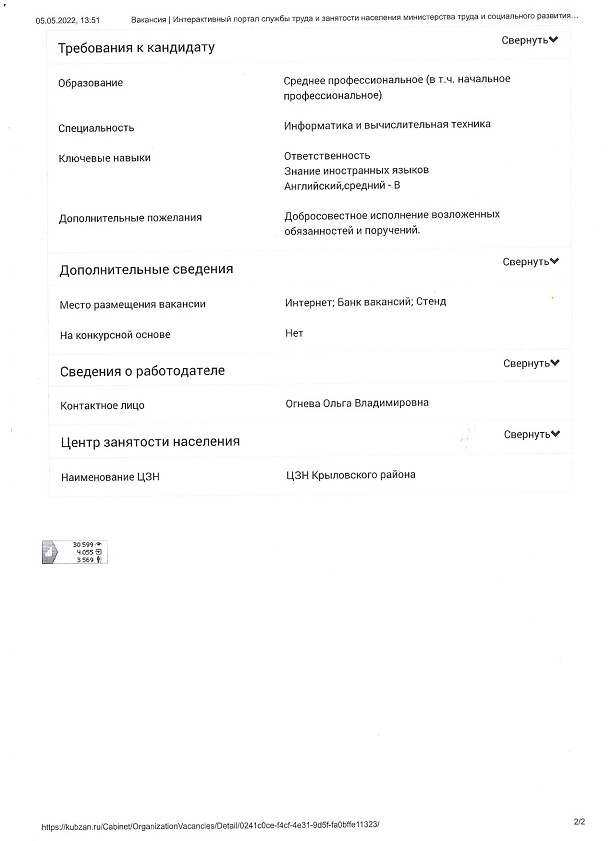 05.05.2022, 13:51 Вакансия | Интерактивный портал службы труда и занятости населения министерства труда и социального развития…
Требования к кандидату Свернуть
Образование Среднее профессиональное (в т.ч. начальное
профессиональное)
Специальность Информатика и вычислительная техника
Ключевые навыки Ответственность
Знание иностранных языков
Английский,средний - B
Дополнительные пожелания Добросовестное исполнение возложенных
обязанностей и поручений.
Дополнительные сведения Свернуть
Место размещения вакансии Интернет; Банк вакансий; Стенд
На конкурсной основе Нет
Сведения о работодателе Свернуть
Контактное лицо Огнева Ольга Владимировна
Центр занятости населения Свернуть
Наименование ЦЗН ЦЗН Крыловского района
30 599
4 055
3 569
https://kubzan.ru/Cabinet/OrganizationVacancies/Detail/0241c0ce-f4cf-4e31-9d5f-fa0bffe11323/ 2/2